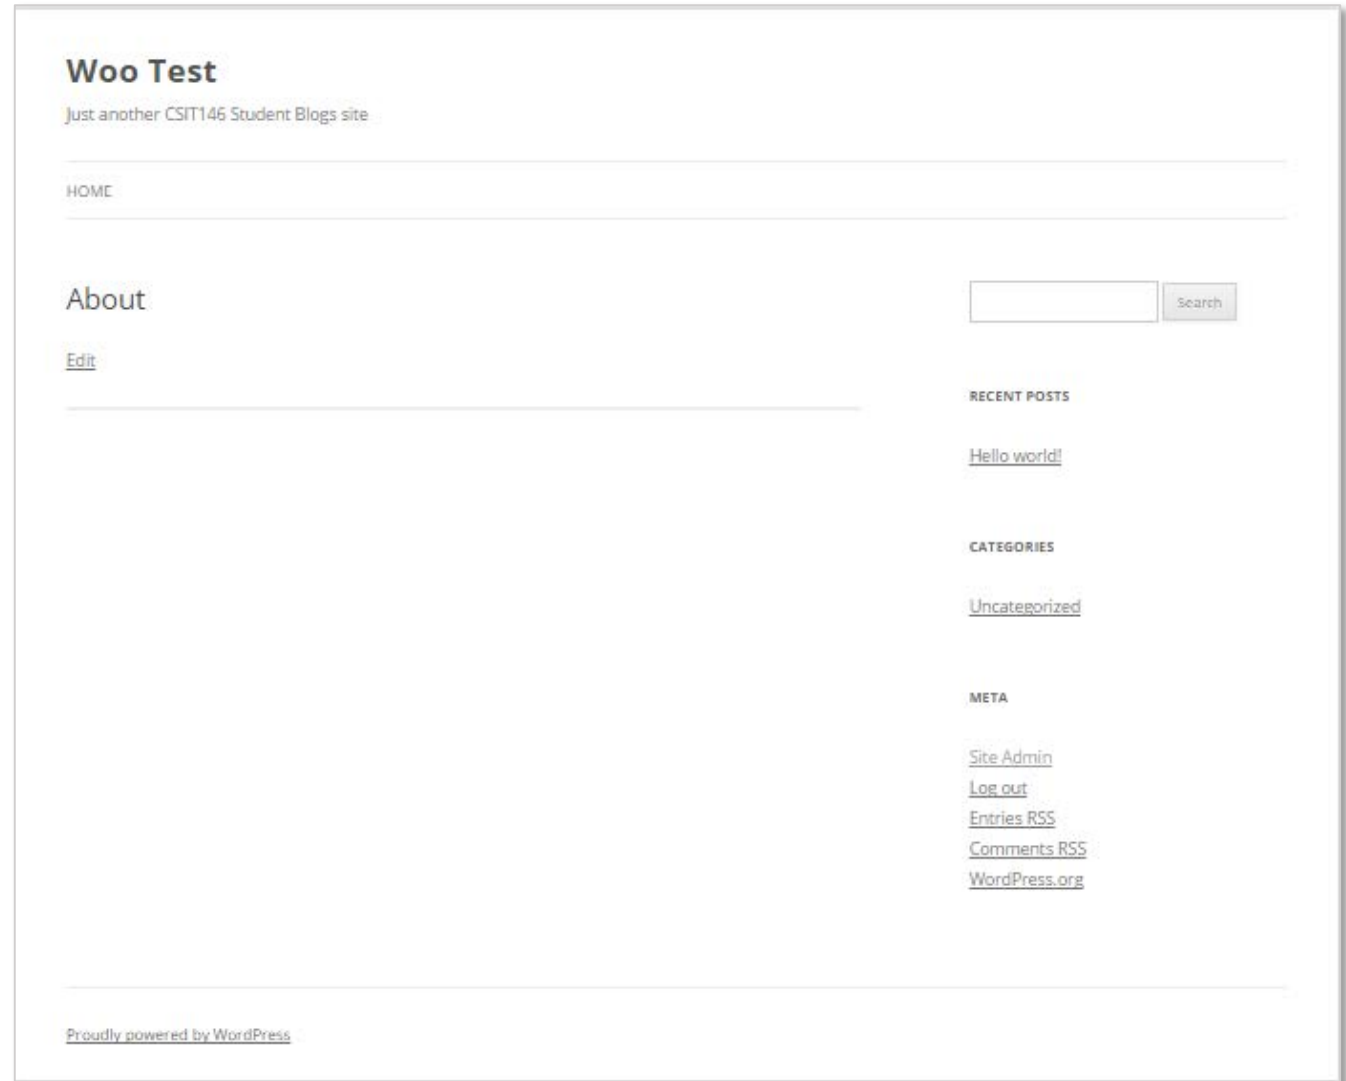 Woo Test
Just another CSIT146 Student Blogs site
HOME
About
Edit
Search
RECENT POSTS
Hello world!
CATEGORIES
Uncategorized
META
Site Admin
Log out
Entries RSS
Comments RSS
WordPress.org
Proudly powered by WordPress